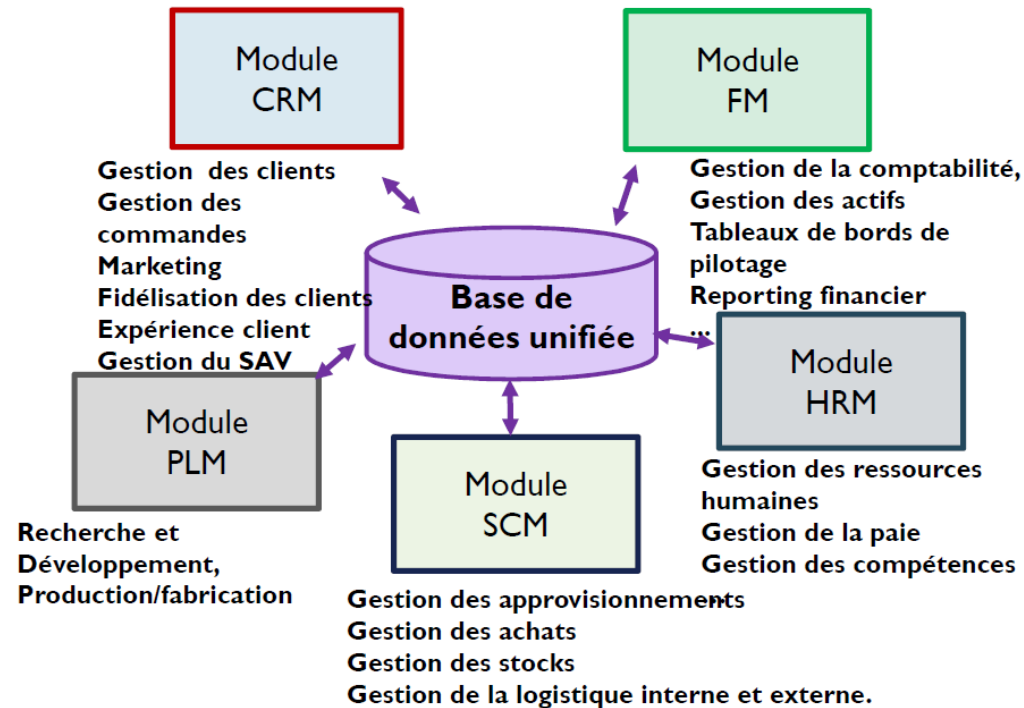 Module
CRM
Gestion des clients
Gestion des
commandes
Marketing
Fidélisation des clients
Expérience client
Gestion du SAV
Module
FM
Gestion de la comptabilité,
Gestion des actifs
Tableaux de bords de
pilotage
Reporting financier
...
Base de
données unifiée
Module
PLM
Recherche et
Développement,
Production/fabrication
Module
SCM
Gestion des approvisionnements
Gestion des achats
Gestion des stocks
Gestion de la logistique interne et externe.
Module
HRM
Gestion des ressources
humaines
Gestion de la paie
Gestion des compétences
...